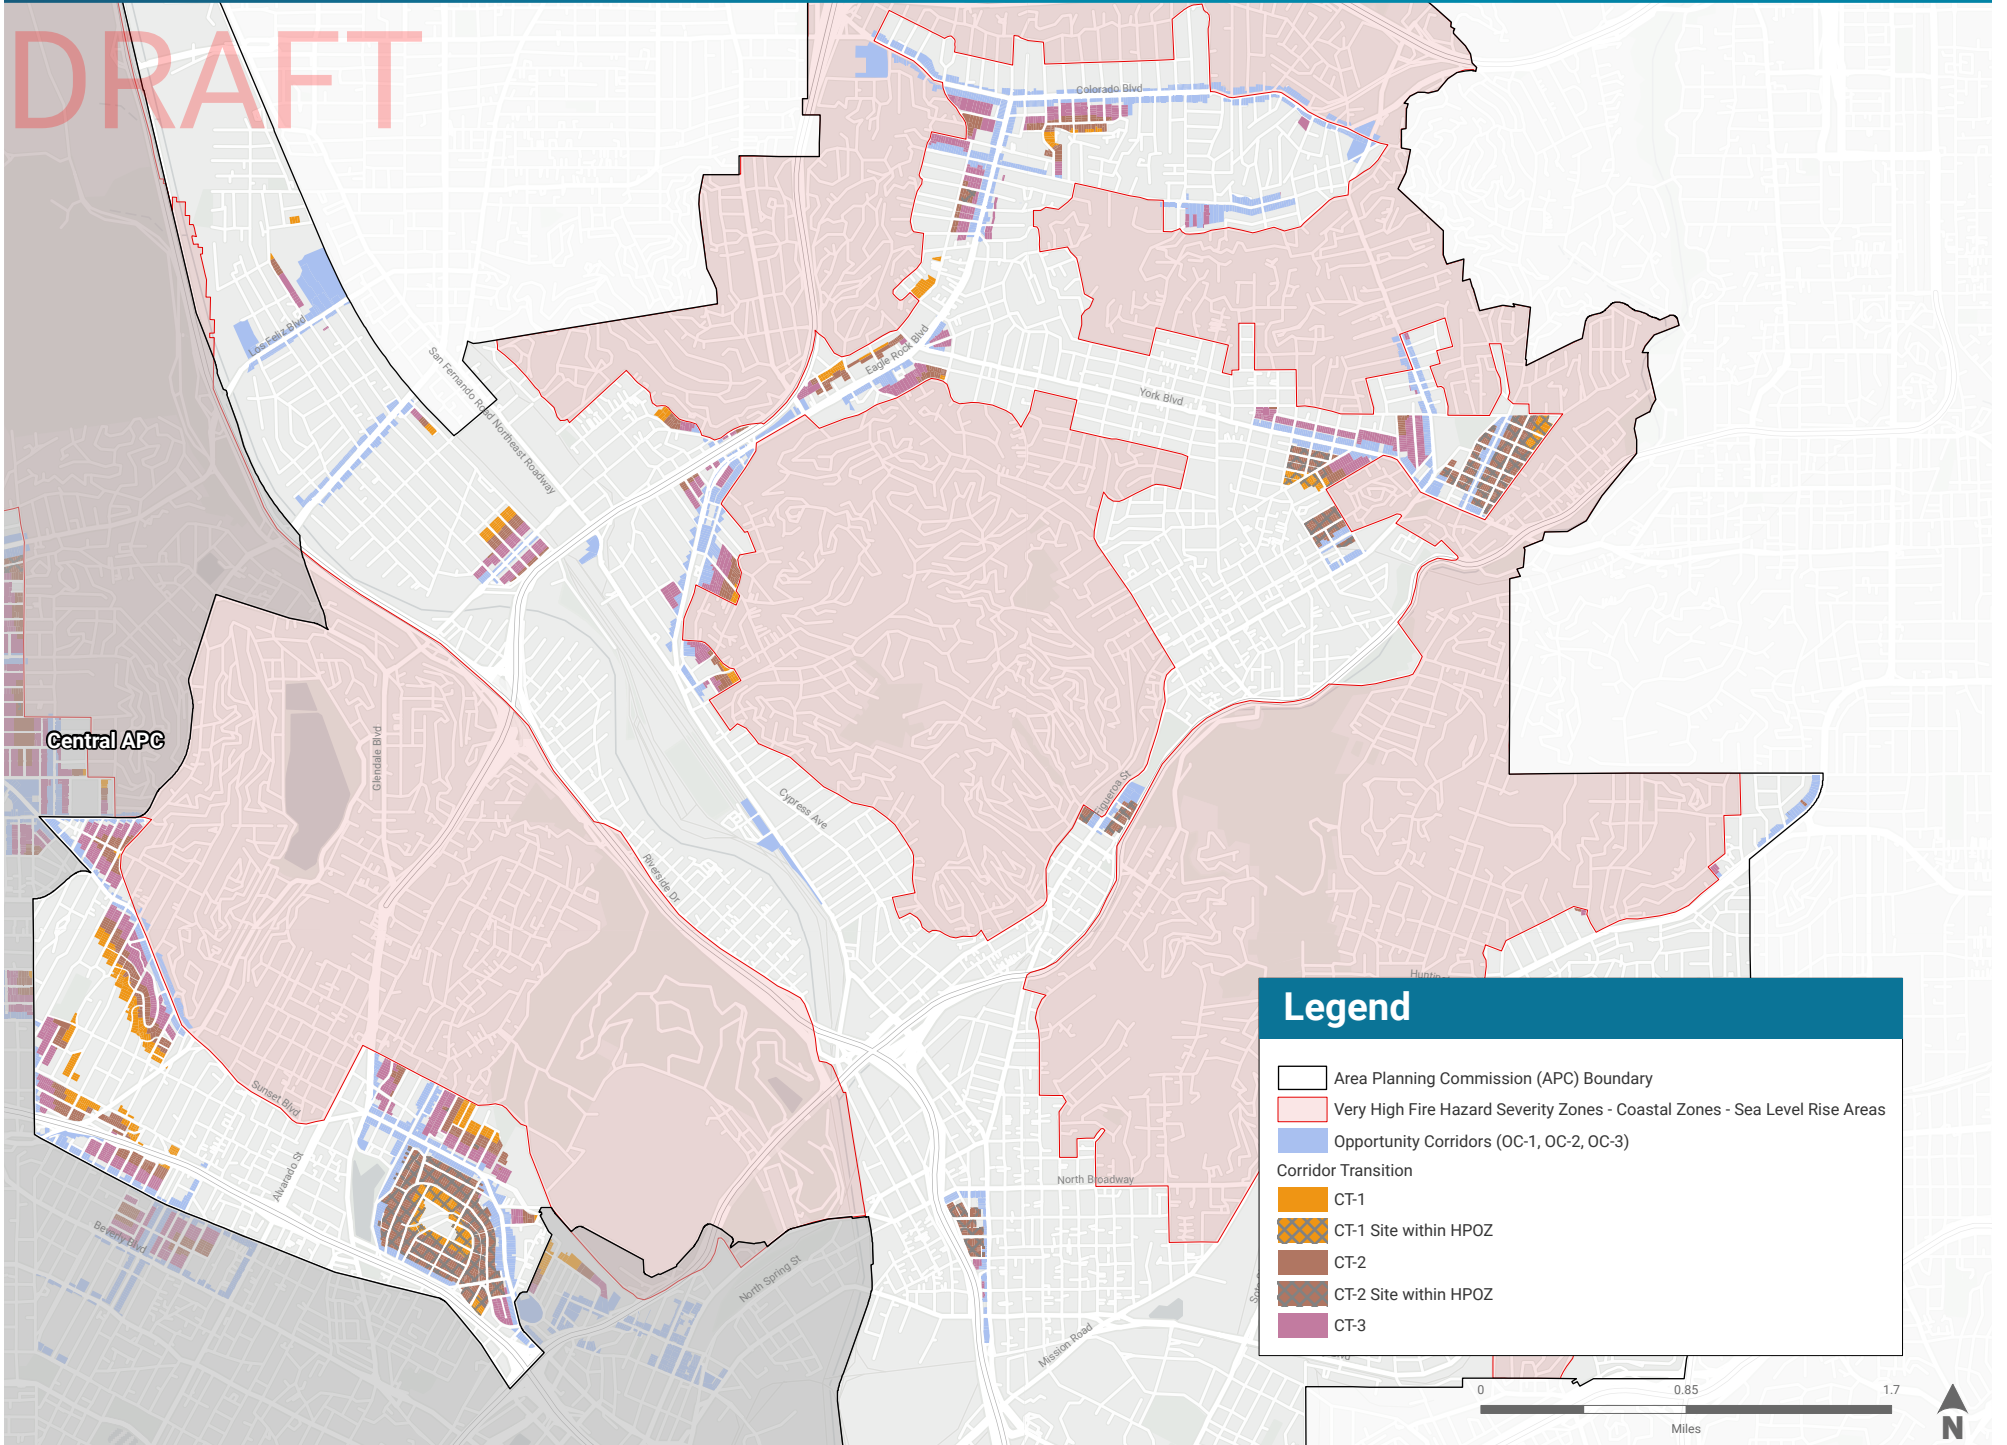 DRAFT
Colorado Blvd
Los Feliz Blvd
San Fernando Road Northeast Roadway
Eagle Rock Blvd
York Blvd
Central APC
Glendale Blvd
Cypress Ave
Figueroa St
Riverside Dr
Sunset Blvd
Alvarado St
Beverly Blvd
North Broadway
North Spring St
Mission Road
Legend
Area Planning Commission (APC) Boundary
Very High Fire Hazard Severity Zones - Coastal Zones - Sea Level Rise Areas
Opportunity Corridors (OC-1, OC-2, OC-3)
Corridor Transition
CT-1
CT-1 Site within HPOZ
CT-2
CT-2 Site within HPOZ
CT-3
0 0.85 1.7
Miles
N